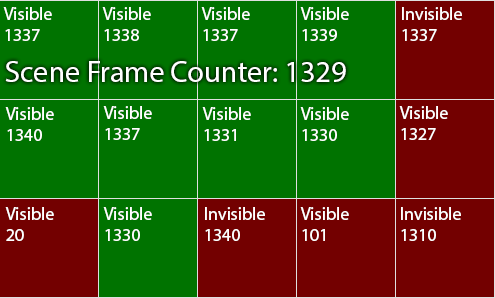 Visible Visible Visible Visible Invisible
1337 1338 1337 1339 1337
Scene Frame Counter: 1329
Visible Visible Visible Visible Visible
1340 1337 1331 1330 1327
Visible Visible Invisible Visible Invisible
20 1330 1340 101 1310